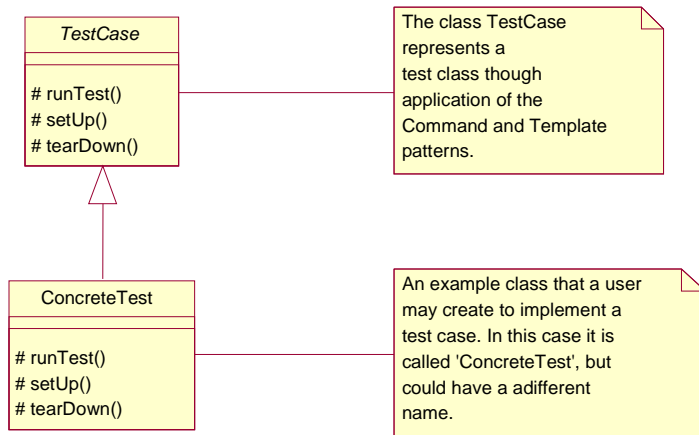 TestCase
# runTest()
# setUp()
# tearDown()
The class TestCase
represents a
test class though
application of the
Command and Template
patterns.
ConcreteTest
# runTest()
# setUp()
# tearDown()
An example class that a user
may create to implement a
test case. In this case it is
called 'ConcreteTest', but
could have a adifferent
name.